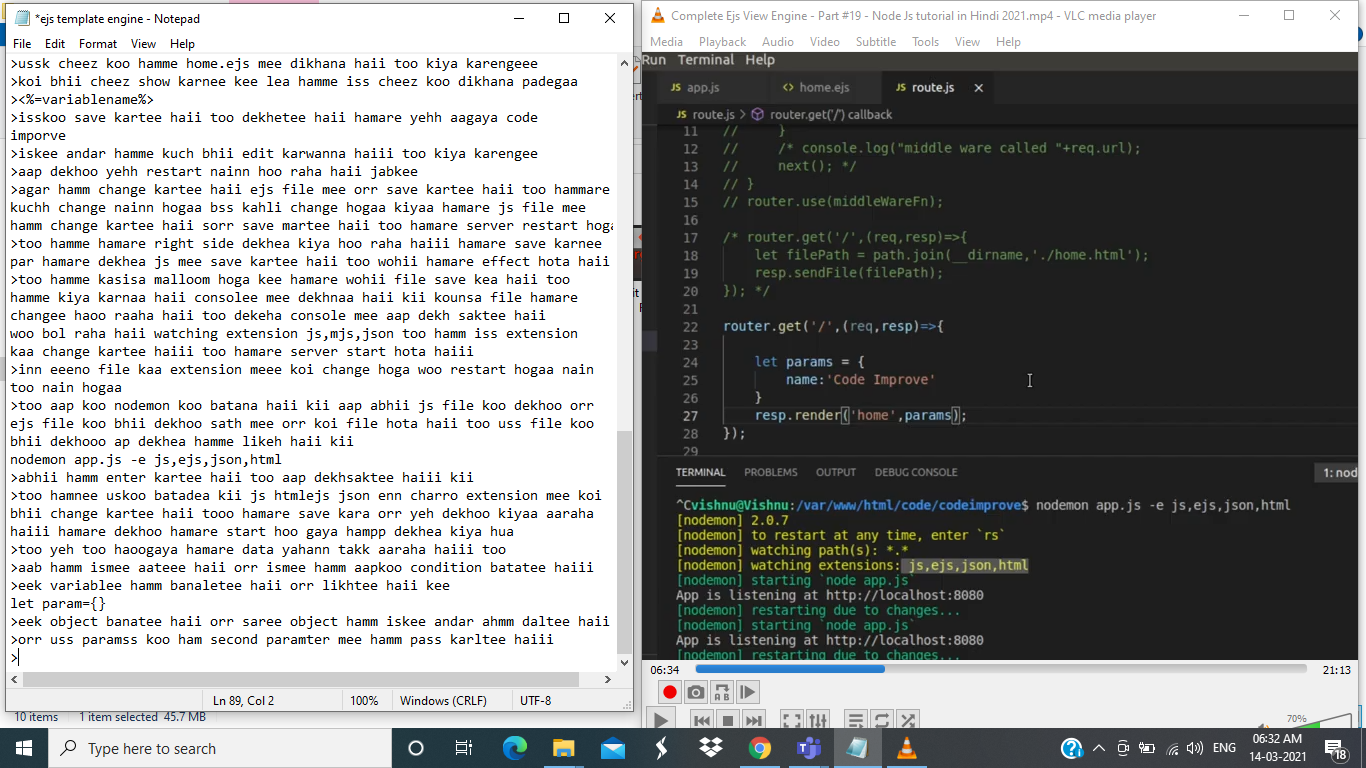 *ejs template engine - Notepad
File Edit Format View Help
>ussk cheez koo hamme home.ejs mee dikhana haii too kiya karengeee
>koi bhii cheez show karnee kee lea hamme iss cheez koo dikhana padegaa
><%=variablename%>
>isskoo save kartee haii too dekhetee haii hamare yehh aagaya code
imporve
>iskee andar hamme kuch bhii edit karwanna haiii too kiya karengee
>aap dekhoo yehh restart nainn hoo raha haii jabkee
>agar hamm change kartee haii ejs file mee orr save kartee haii too hammare
kuchh change nainn hogaa bss kahli change hogaa kiyaa hamare js file mee
hamm change kartee haii sorr save martee haii too hamare server restart hoga
>too hamme hamare right side dekhea kiya hoo raha haiii hamare save karnee
par hamare dekhea js mee save kartee haii too wohii hamare effect hota haii
>too hamme kasisa malloom hoga kee hamare wohii file save kea haii too
hamme kiya karnaa haii consolee mee dekhnaa haii kii kounsa file hamare
changee haoo raaha haii too dekeha console mee aap dekh saktee haii
woo bol raha haii watching extension js,mjs,json too hamm iss extension
kaa change kartee haiii too hamare server start hota haiii
>inn eeeno file kaa extension meee koi change hoga woo restart hogaa nain
too nain hogaa
>too aap koo nodemon koo batana haii kii aap abhii js file koo dekhoo orr
ejs file koo bhii dekhoo sath mee orr koi file hota haii too uss file koo
bhii dekhooo ap dekhea hamme likeh haii kii
nodemon app.js -e js,ejs,json,html
>abhii hamm enter kartee haii too aap dekhsaktee haiii kii
>too hamnee uskoo batadea kii js htmlejs json enn charro extension mee koi
bhii change kartee haii tooo hamare save kara orr yeh dekhoo kiyaa aaraha
haiii hamare dekhoo hamare start hoo gaya hampp dekhea kiya hua
>too yeh too haoogaya hamare data yahann takk aaraha haiii too
>aab hamm ismee aateee haii orr ismee hamm aapkoo condition batatee haiii
>eek variablee hamm banaletee haii orr likhtee haii kee
let param={}
>eek object banatee haii orr saree object hamm iskee andar ahmm daltee haii
>orr uss paramss koo ham second paramter mee hamm pass karltee haiii
>
Ln 89, Col 2 100% Windows (CRLF) UTF-8
10 items 1 item selected 45.7 MB
Complete Ejs View Engine - Part #19 - Node Js tutorial in Hindi 2021.mp4 - VLC media player
Media Playback Audio Video Subtitle Tools View Help
Run Terminal Help
JS app.js <> home.ejs JS route.js
JS route.js > router.get('/') callback
11 // }
12 // /* console.log("middle ware called "+req.url);
13 // next(); */
14 // }
15 // router.use(middleWareFn);
16
17 /* router.get('/',(req,resp)=>{
18 let filePath = path.join(__dirname,'./home.html');
19 resp.sendFile(filePath);
20 }); */
21
22 router.get('/',(req,resp)=>{
23
24 let params = {
25 name:'Code Improve'
26 }
27 resp.render('home',params);
28 });
29
TERMINAL PROBLEMS OUTPUT DEBUG CONSOLE 1: nod
^Cvishnu@Vishnu:/var/www/html/code/codeimprove$ nodemon app.js -e js,ejs,json,html
[nodemon] 2.0.7
[nodemon] to restart at any time, enter `rs`
[nodemon] watching path(s): *.*
[nodemon] watching extensions: js,ejs,json,html
[nodemon] starting `node app.js`
App is listening at http://localhost:8080
[nodemon] restarting due to changes...
[nodemon] starting `node app.js`
App is listening at http://localhost:8080
[nodemon] restarting due to changes...
06:34 21:13
70%
Type here to search
ENG
06:32 AM
14-03-2021
18